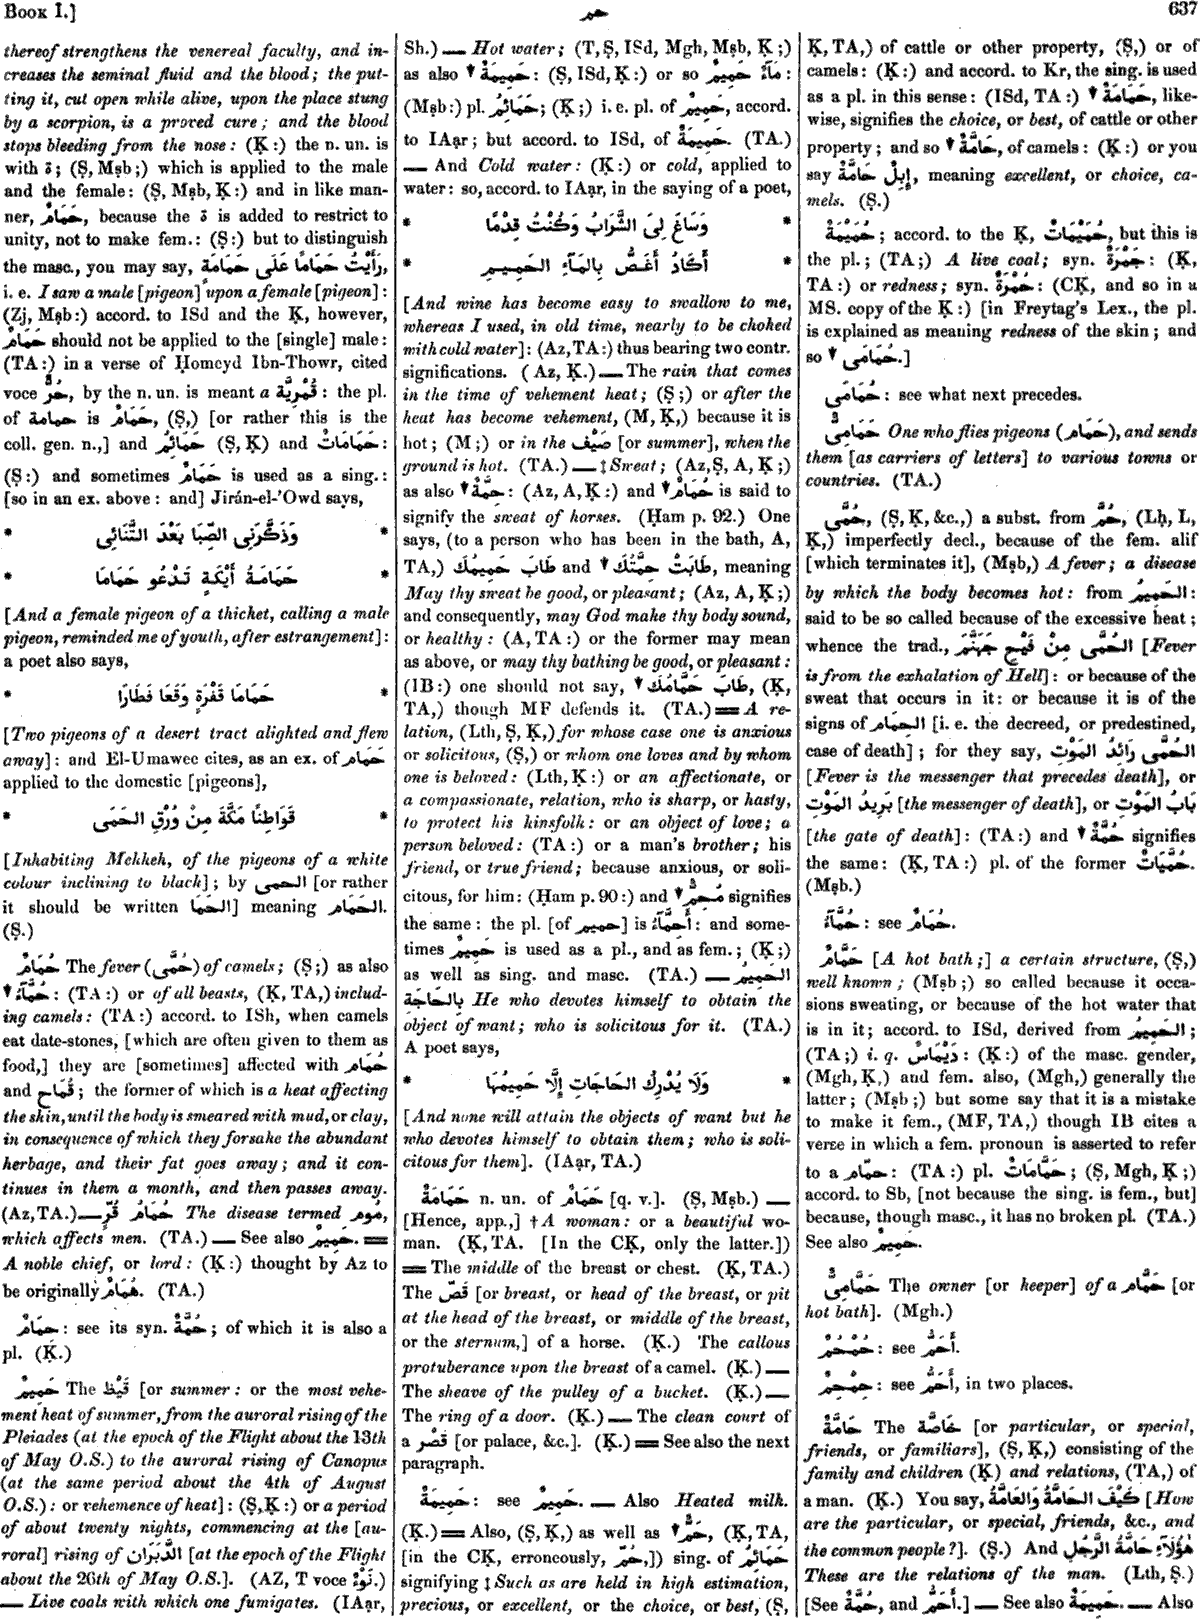 Book I.]
حم
637
thereof strengthens the venereal faculty, and in-
creases the seminal fluid and the blood; the put-
ting it, cut open while alive, upon the place stung
by a scorpion, is a proved cure; and the blood
stops bleeding from the nose: (Ḳ:) the n. un. is
with ة; (Ṣ, Mṣb;) which is applied to the male
and the female: (Ṣ, Mṣb, Ḳ:) and in like man-
ner, حَمَامٌ, because the ة is added to restrict to
unity, not to make fem.: (Ṣ:) but to distinguish
the masc., you may say, رَأَيْتُ حَمَامًا عَلَى حَمَامَةٍ,
i. e. I saw a male [pigeon] upon a female [pigeon]:
(Zj, Mṣb:) accord. to ISd and the Ḳ, however,
حَمَامٌ should not be applied to the [single] male:
(TA:) in a verse of Ḥomeyd Ibn-Thowr, cited
voce حُرٌّ, by the n. un. is meant a قُمْرِيَّة: the pl.
of حمامة is حَمَامٌ, (Ṣ,) [or rather this is the
coll. gen. n.,] and حَمَائِمُ (Ṣ, Ḳ) and حَمَامَاتٌ:
(Ṣ:) and sometimes حَمَامٌ is used as a sing.:
[so in an ex. above: and] Jirán-el-'Owd says,
* وَذَكَّرَنِى الصِّبَا بَعْدَ التَّنَائِى *
* حَمَامَةُ أَيْكَةٍ تَدْعُو حَمَامَا *
[And a female pigeon of a thicket, calling a male
pigeon, reminded me of youth, after estrangement]:
a poet also says,
* حَمَامَا قَفْرَةٍ وَقَعَا فَطَارَا *
[Two pigeons of a desert tract alighted and flew
away]: and El-Umawee cites, as an ex. of حَمَام
applied to the domestic [pigeons],
* قَوَاطِنًا مَكَّةَ مِنْ وُرْقِ الحَمَى *
[Inhabiting Mekkeh, of the pigeons of a white
colour inclining to black]; by الحمى [or rather
it should be written الحَمَا] meaning الحَمَام.
(Ṣ.)
حُمَامٌ The fever (حُمَّى) of camels; (Ṣ;) as also
▾ حُمَّآءُ: (TA:) or of all beasts, (Ḳ, TA,) includ-
ing camels: (TA:) accord. to ISh, when camels
eat date-stones, [which are often given to them as
food,] they are [sometimes] affected with حُمَام
and قُمَاح; the former of which is a heat affecting
the skin, until the body is smeared with mud, or clay,
in consequence of which they forsake the abundant
herbage, and their fat goes away; and it con-
tinues in them a month, and then passes away.
(Az, TA.) — حُمَامُ قُرٍّ The disease termed مُوم,
which affects men. (TA.) — See also حَمِيمٌ. ==
A noble chief, or lord: (Ḳ:) thought by Az to
be originally هُمَامٌ. (TA.)
حِمَامٌ: see its syn. حُمَّةٌ; of which it is also a
pl. (Ḳ.)
حَمِيمٌ The قَيْظ [or summer: or the most vehe-
ment heat of summer, from the auroral rising of the
Pleiades (at the epoch of the Flight about the 13th
of May O.S.) to the auroral rising of Canopus
(at the same period about the 4th of August
O.S.): or vehemence of heat]: (Ṣ, Ḳ:) or a period
of about twenty nights, commencing at the [au-
roral] rising of الدَّبَرَان [at the epoch of the Flight
about the 26th of May O.S.]. (AZ, T voce نَوْءٌ.)
— Live coals with which one fumigates. (IAạr,
Sh.) — Hot water; (T, Ṣ, ISd, Mgh, Mṣb, Ḳ;)
as also ▾ حَمِيمَةٌ: (Ṣ, ISd, Ḳ:) or so مَآءٌ حَمِيمٌ:
(Mṣb:) pl. حَمَائِمُ; (Ḳ;) i. e. pl. of حَمِيمٌ, accord.
to IAạr; but accord. to ISd, of حَمِيمَةٌ. (TA.)
— And Cold water: (Ḳ:) or cold, applied to
water: so, accord. to IAạr, in the saying of a poet,
* وَسَاغَ لِىَ الشَّرَابُ وَكُنْتُ قِدْمًا *
* أَكَادُ أَغَصُّ بِالمَآءِ الحَمِيمِ *
[And wine has become easy to swallow to me,
whereas I used, in old time, nearly to be choked
with cold water]: (Az, TA:) thus bearing two contr.
significations. (Az, Ḳ.) — The rain that comes
in the time of vehement heat; (Ṣ;) or after the
heat has become vehement, (M, Ḳ,) because it is
hot; (M;) or in the صَيْف [or summer], when the
ground is hot. (TA.) — ‡ Sweat; (Az, Ṣ, A, Ḳ;)
as also ▾ حَمَّةٌ: (Az, A, Ḳ:) and ▾ حُمَامٌ is said to
signify the sweat of horses. (Ḥam p. 92.) One
says, (to a person who has been in the bath, A,
TA,) طَابَ حَمِيمُكَ and ▾ طَابَتْ حَمَّتُكَ, meaning
May thy sweat be good, or pleasant; (Az, A, Ḳ;)
and consequently, may God make thy body sound,
or healthy: (A, TA:) or the former may mean
as above, or may thy bathing be good, or pleasant:
(IB:) one should not say, ▾ طَابَ حَمَّامُكَ, (Ḳ,
TA,) though MF defends it. (TA.) == A re-
lation, (Lth, Ṣ, Ḳ,) for whose case one is anxious
or solicitous, (Ṣ,) or whom one loves and by whom
one is beloved: (Lth, Ḳ:) or an affectionate, or
a compassionate, relation, who is sharp, or hasty,
to protect his kinsfolk: or an object of love; a
person beloved: (TA:) or a man's brother; his
friend, or true friend; because anxious, or soli-
citous, for him: (Ḥam p. 90:) and ▾ مُحِمٌّ signifies
the same: the pl. [of حميم] is أَحِمَّآءُ: and some-
times حَمِيمٌ is used as a pl., and as fem.; (Ḳ;)
as well as sing. and masc. (TA.) — الحَمِيمُ
بِالحَاجَةِ He who devotes himself to obtain the
object of want; who is solicitous for it. (TA.)
A poet says,
* وَلَا يُدْرِكُ الحَاجَاتِ إِلَّا حَمِيمُهَا *
[And none will attain the objects of want but he
who devotes himself to obtain them; who is soli-
citous for them]. (IAạr, TA.)
حَمَامَةٌ n. un. of حَمَامٌ [q. v.]. (Ṣ, Mṣb.) —
[Hence, app.,] † A woman: or a beautiful wo-
man. (Ḳ, TA. [In the CḲ, only the latter.])
== The middle of the breast or chest. (Ḳ, TA.)
The قَصّ [or breast, or head of the breast, or pit
at the head of the breast, or middle of the breast,
or the sternum,] of a horse. (Ḳ.) The callous
protuberance upon the breast of a camel. (Ḳ.) —
The sheave of the pulley of a bucket. (Ḳ.) —
The ring of a door. (Ḳ.) — The clean court of
a قَصْر [or palace, &c.]. (Ḳ.) == See also the next
paragraph.
حَمِيمَةٌ: see حَمِيمٌ. — Also Heated milk.
(Ḳ.) == Also, (Ṣ, Ḳ,) as well as ▾ حَمٌّ, (Ḳ, TA,
[in the CḲ, erroneously, حُمّ,]) sing. of حَمَائِمُ
signifying ‡ Such as are held in high estimation,
precious, or excellent, or the choice, or best, (Ṣ,
Ḳ, TA,) of cattle or other property, (Ṣ,) or of
camels: (Ḳ:) and accord. to Kr, the sing. is used
as a pl. in this sense: (ISd, TA:) ▾ حَمَامَةٌ, like-
wise, signifies the choice, or best, of cattle or other
property; and so ▾ حَامَّةٌ, of camels: (Ḳ:) or you
say إِبِلٌ حَامَّةٌ, meaning excellent, or choice, ca-
mels. (Ṣ.)
حُمَيْمَةٌ; accord. to the Ḳ, حُمَيْمَاتٌ, but this is
the pl.; (TA;) A live coal; syn. جَمْرَةٌ: (Ḳ,
TA:) or redness; syn. حُمْرَةٌ: (CḲ, and so in a
MS. copy of the Ḳ:) [in Freytag's Lex., the pl.
is explained as meaning redness of the skin; and
so ▾ حُمَامَى.]
حُمَامَى: see what next precedes.
حَمَامِىٌّ One who flies pigeons (حَمَام), and sends
them [as carriers of letters] to various towns or
countries. (TA.)
حُمَّى, (Ṣ, Ḳ, &c.,) a subst. from حُمَّ, (Lḥ, L,
Ḳ,) imperfectly decl., because of the fem. alif
[which terminates it], (Mṣb,) A fever; a disease
by which the body becomes hot: from الحَمِيمُ:
said to be so called because of the excessive heat;
whence the trad., الحُمَّى مِنْ فَيْحِ جَهَنَّمَ [Fever
is from the exhalation of Hell]: or because of the
sweat that occurs in it: or because it is of the
signs of الحِمَام [i. e. the decreed, or predestined,
case of death]; for they say, الحُمَّى رَائِدُ المَوْتِ
[Fever is the messenger that precedes death], or
بَرِيدُ المَوْتِ [the messenger of death], or بَابُ المَوْتِ
[the gate of death]: (TA:) and ▾ حُمَّةٌ signifies
the same: (Ḳ, TA:) pl. of the former حُمَّيَاتٌ.
(Mṣb.)
حُمَّآءُ: see حُمَامٌ.
حَمَّامٌ [A hot bath;] a certain structure, (Ṣ,)
well known; (Mṣb;) so called because it occa-
sions sweating, or because of the hot water that
is in it; accord. to ISd, derived from الحَمِيمُ;
(TA;) i. q. دِيْمَاسٌ: (Ḳ:) of the masc. gender,
(Mgh, Ḳ,) and fem. also, (Mgh,) generally the
latter; (Mṣb;) but some say that it is a mistake
to make it fem., (MF, TA,) though IB cites a
verse in which a fem. pronoun is asserted to refer
to a حمّام: (TA:) pl. حَمَّامَاتٌ; (Ṣ, Mgh, Ḳ;)
accord. to Sb, [not because the sing. is fem., but]
because, though masc., it has no broken pl. (TA.)
See also حَمِيمٌ.
حَمَّامِىٌّ The owner [or keeper] of a حَمَّام [or
hot bath]. (Mgh.)
حُمْحُمٌ: see أَحَمُّ.
حِمْحِمٌ: see أَحَمُّ, in two places.
حَامَّةٌ The خَاصَّة [or particular, or special,
friends, or familiars], (Ṣ, Ḳ,) consisting of the
family and children (Ḳ) and relations, (TA,) of
a man. (Ḳ.) You say, كَيْفَ الحَامَّةُ وَالعَامَّةُ [How
are the particular, or special, friends, &c., and
the common people?]. (Ṣ.) And هٰؤُلَآءِ حَامَّةُ الرَّجُلِ
These are the relations of the man. (Lth, Ṣ.)
[See حُمَّةٌ, and أَحَمُّ.] — See also حَمِيمَةٌ. — Also